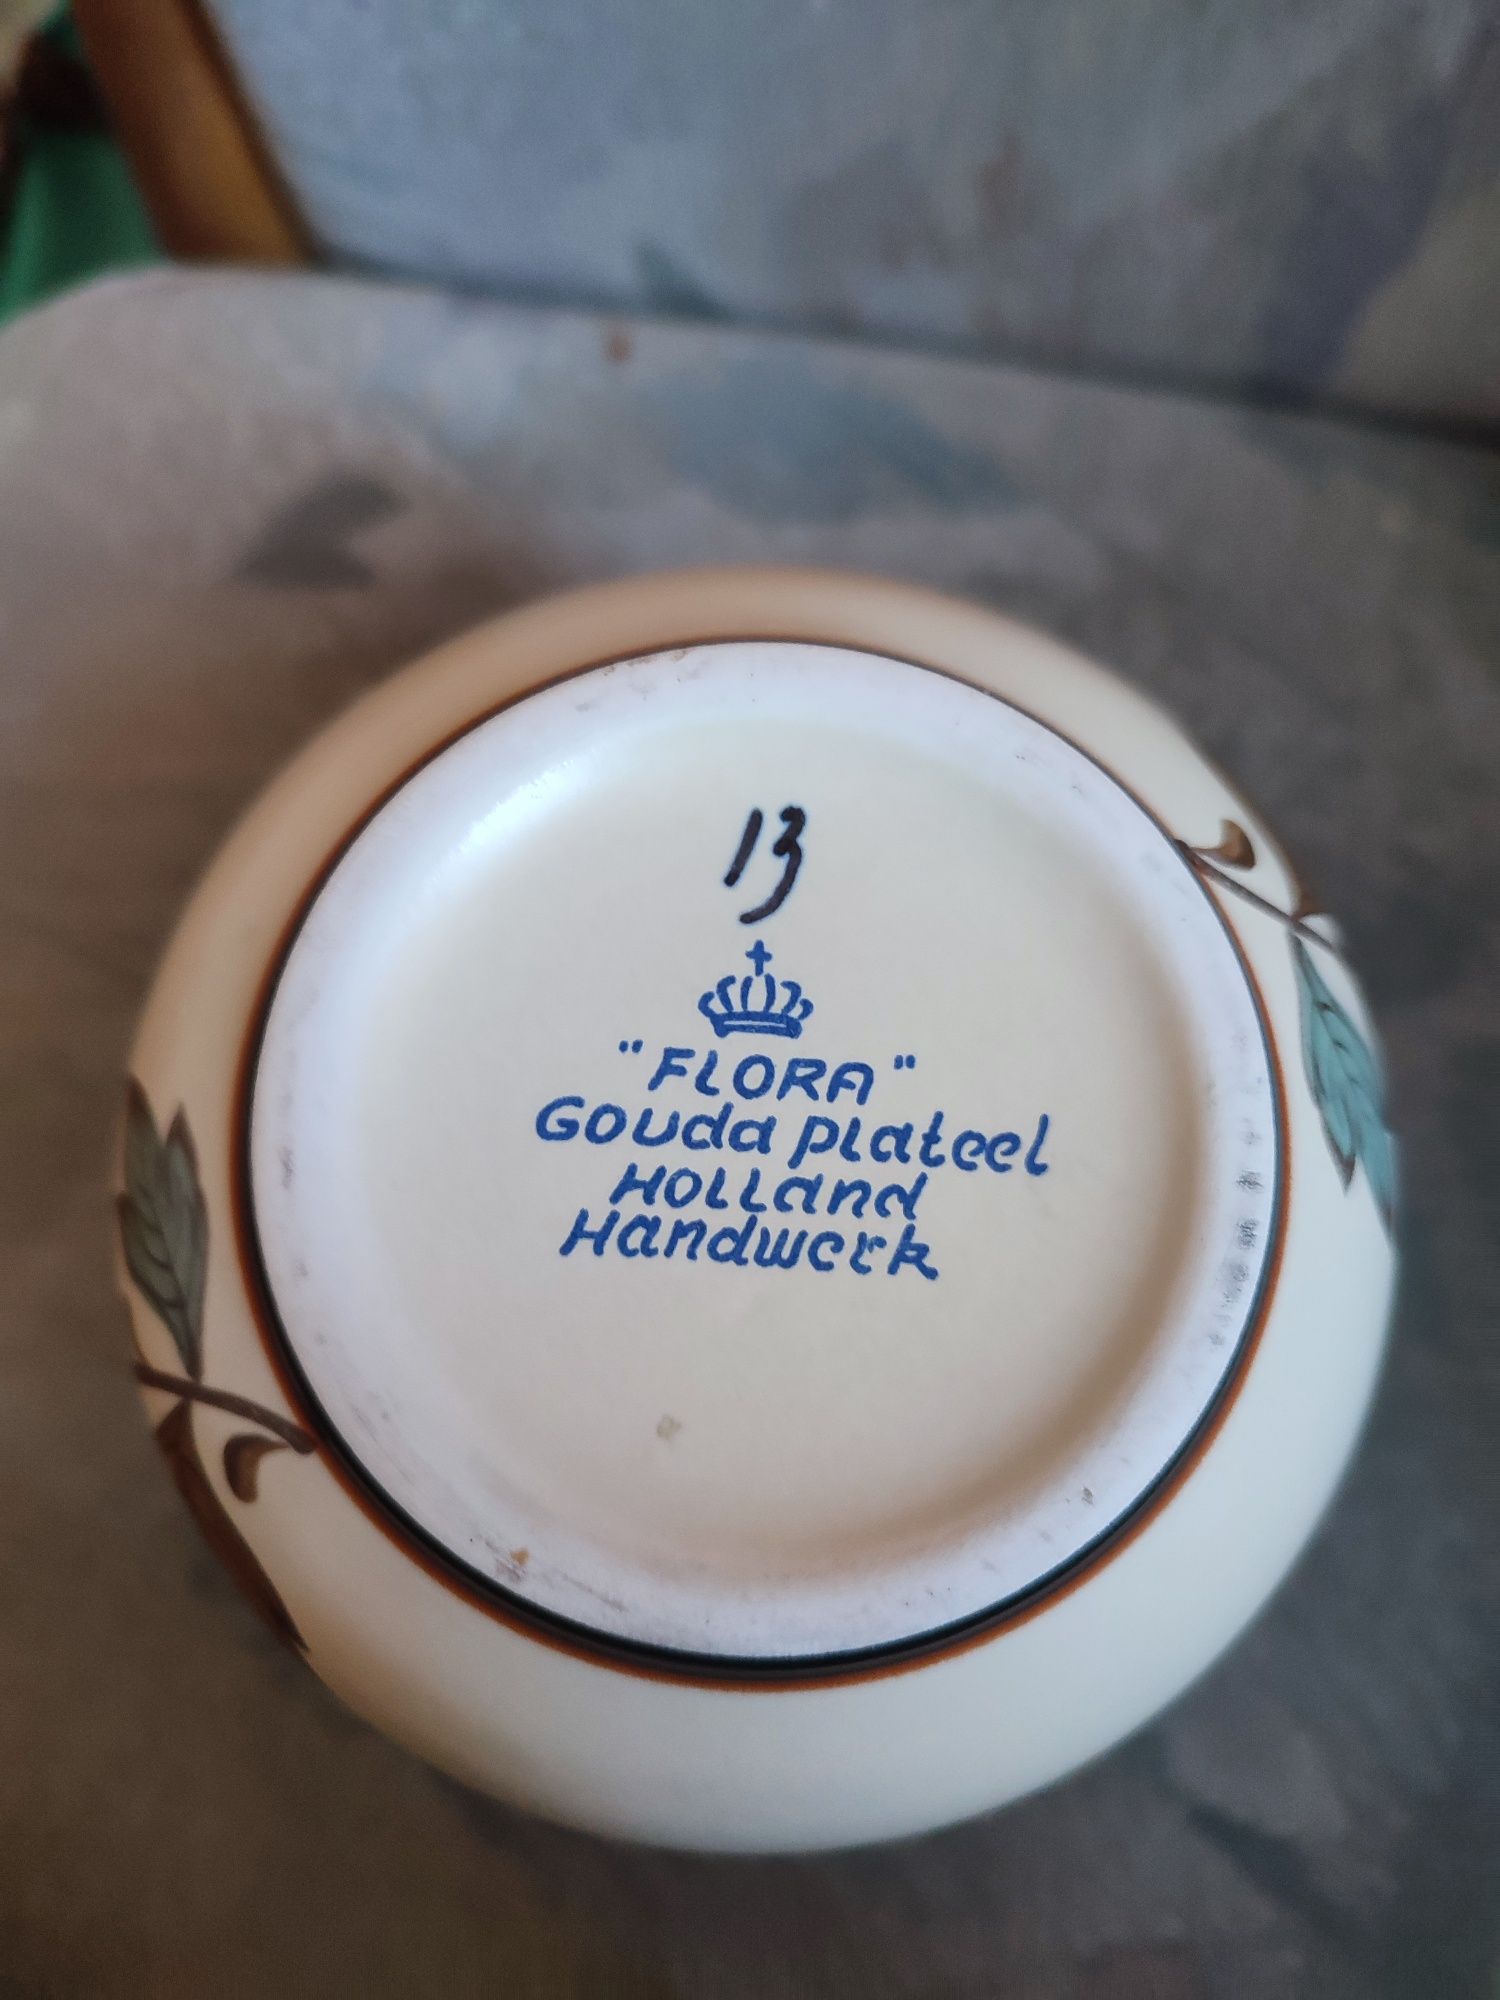 13
"FLORA"
Gouda plateel
Holland
Handwerk